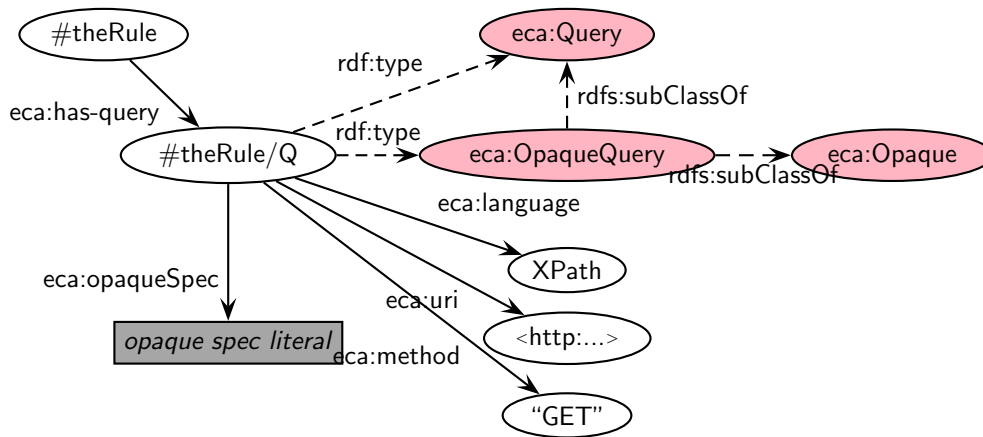 #theRule
eca:Query
rdf:type
rdfs:subClassOf
eca:has-query
rdf:type
#theRule/Q
eca:OpaqueQuery
eca:Opaque
rdfs:subClassOf
eca:language
XPath
eca:opaqueSpec
eca:uri
<http:...>
opaque spec literal
eca:method
“GET”